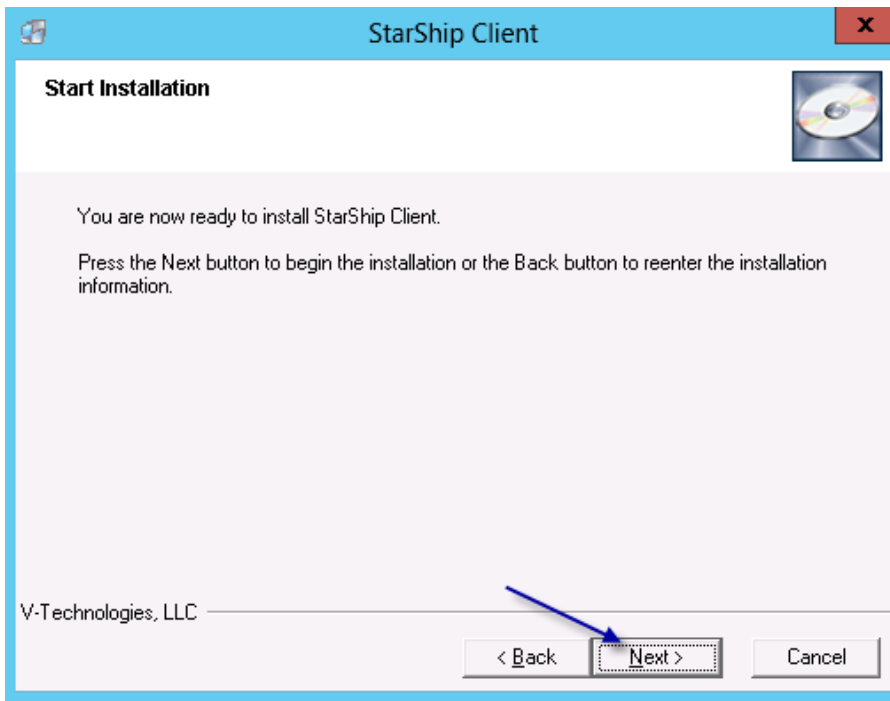 StarShip Client
x
Start Installation
You are now ready to install StarShip Client.
Press the Next button to begin the installation or the Back button to reenter the installation
information.
V-Technologies, LLC
< Back
Next >
Cancel